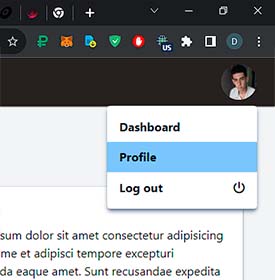 US
D
Dashboard
Profile
Log out
sum dolor sit amet consectetur adipisicing
me et adipisci tempore excepturi
da eaque amet. Sunt recusandae expedita